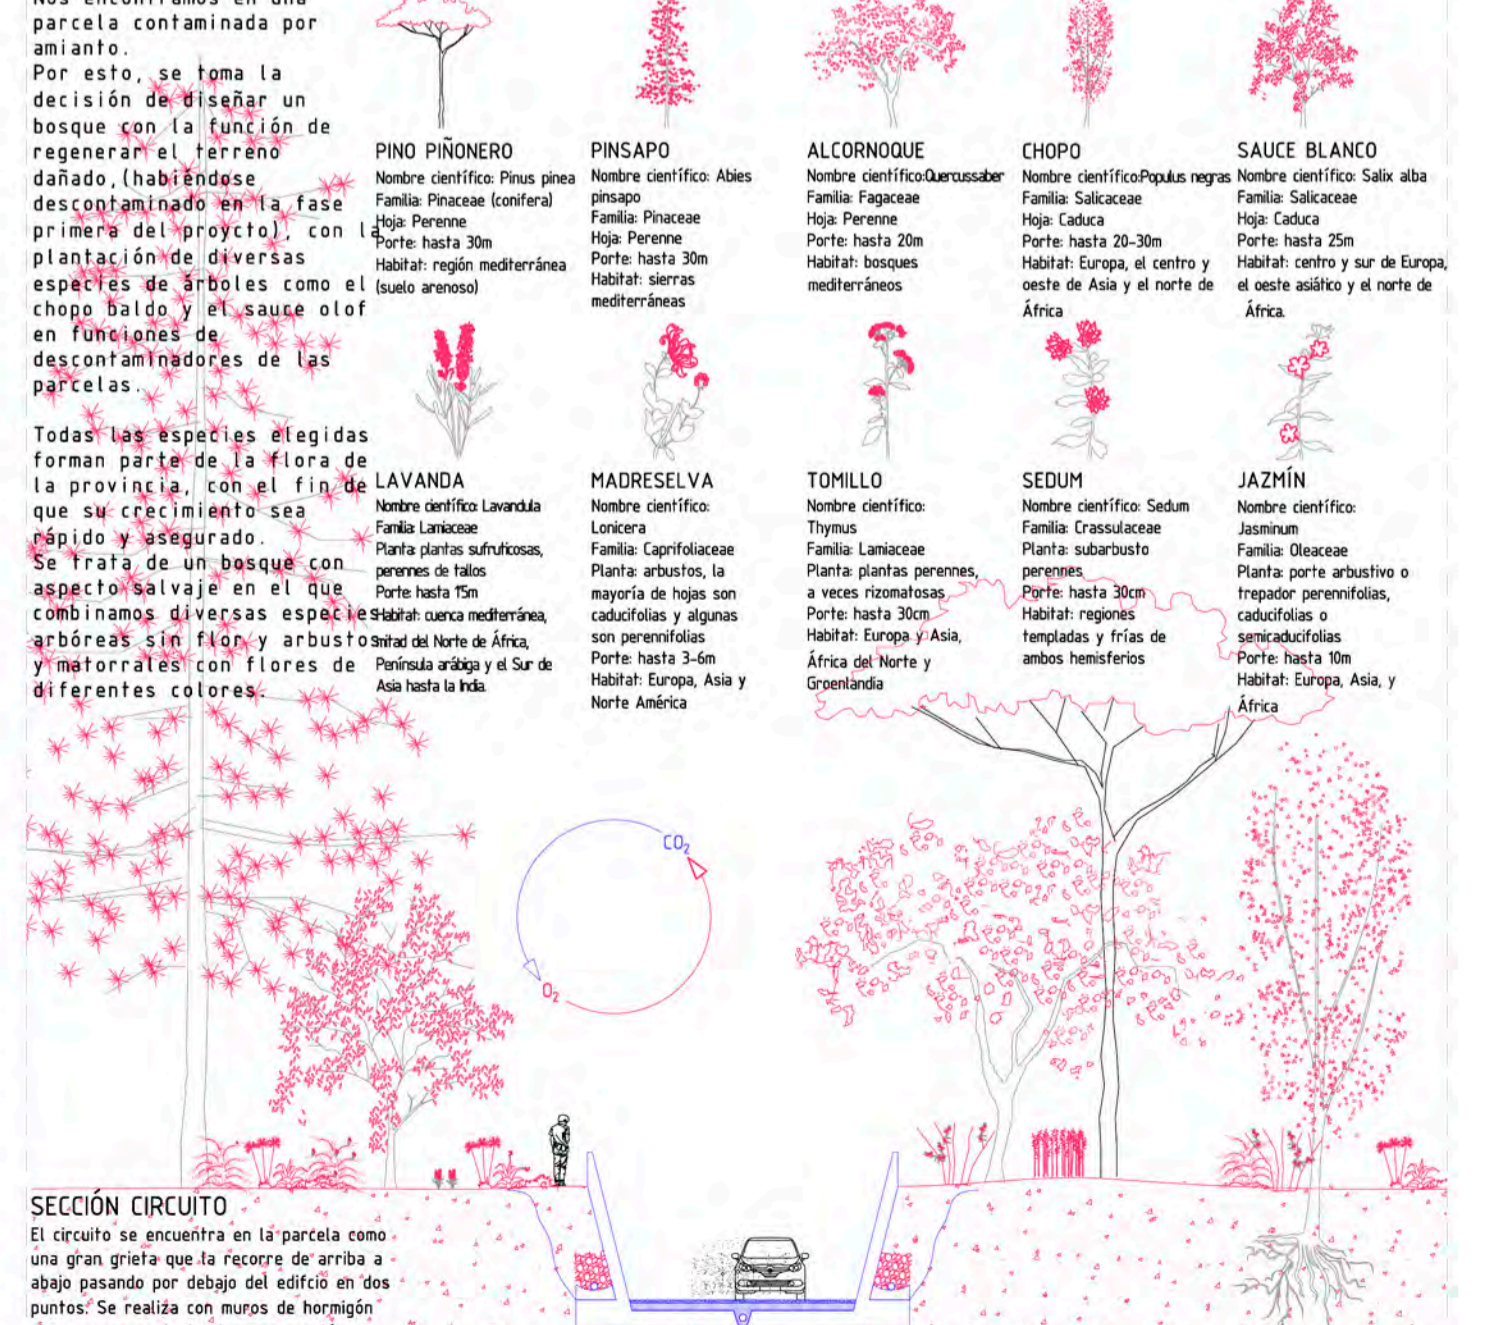 Nos encontramos en una
parcela contaminada por
amianto.
Por esto, se toma la
decisión de diseñar un
bosque con la función de
regenerar el terreno
dañado,(habiéndose
descontaminado en la fase
primera del proycto), con la
plantación de diversas
especies de árboles como el
chopo baldo y el sauce olof
en funciones de
descontaminadores de las
parcelas.
Todas las especies elegidas
forman parte de la flora de
la provincia, con el fin de
que su crecimiento sea
rápido y asegurado.
Se trata de un bosque con
aspecto salvaje en el que
combinamos diversas especies
arbóreas sin flor y arbustos
y matorrales con flores de
diferentes colores.
PINO PIÑONERO
Nombre científico: Pinus pinea
Familia: Pinaceae (conifera)
Hoja: Perenne
Porte: hasta 30m
Habitat: región mediterránea
(suelo arenoso)
PINSAPO
Nombre científico: Abies
pinsapo
Familia: Pinaceae
Hoja: Perenne
Porte: hasta 30m
Habitat: sierras
mediterráneas
ALCORNOQUE
Nombre científico:Quercussaber
Familia: Fagaceae
Hoja: Perenne
Porte: hasta 20m
Habitat: bosques
mediterráneos
CHOPO
Nombre científico:Populus negras
Familia: Salicaceae
Hoja: Caduca
Porte: hasta 20-30m
Habitat: Europa, el centro y
oeste de Asia y el norte de
África
SAUCE BLANCO
Nombre científico: Salix alba
Familia: Salicaceae
Hoja: Caduca
Porte: hasta 25m
Habitat: centro y sur de Europa,
el oeste asiático y el norte de
África.
LAVANDA
Nombre científico: Lavandula
Familia: Lamiaceae
Planta: plantas sufruticosas,
perennes de tallos
Porte: hasta 15m
Habitat: cuenca mediterránea,
mitad del Norte de África,
Península arábiga y el Sur de
Asia hasta la India.
MADRESELVA
Nombre científico:
Lonicera
Familia: Caprifoliaceae
Planta: arbustos, la
mayoría de hojas son
caducifolias y algunas
son perennifolias
Porte: hasta 3-6m
Habitat: Europa, Asia y
Norte América
TOMILLO
Nombre científico:
Thymus
Familia: Lamiaceae
Planta: plantas perennes,
a veces rizomatosas
Porte: hasta 30cm
Habitat: Europa y Asia,
África del Norte y
Groenlandia
SEDUM
Nombre científico: Sedum
Familia: Crassulaceae
Planta: subarbusto
perennes
Porte: hasta 30cm
Habitat: regiones
templadas y frías de
ambos hemisferios
JAZMÍN
Nombre científico:
Jasminum
Familia: Oleaceae
Planta: porte arbustivo o
trepador perennifolias,
caducifolias o
semicaducifolias
Porte: hasta 10m
Habitat: Europa, Asia, y
África
CO₂
O₂
SECCIÓN CIRCUITO
El circuito se encuentra en la parcela como
una gran grieta que la recorre de arriba a
abajo pasando por debajo del edifcio en dos
puntos. Se realiza con muros de hormigón